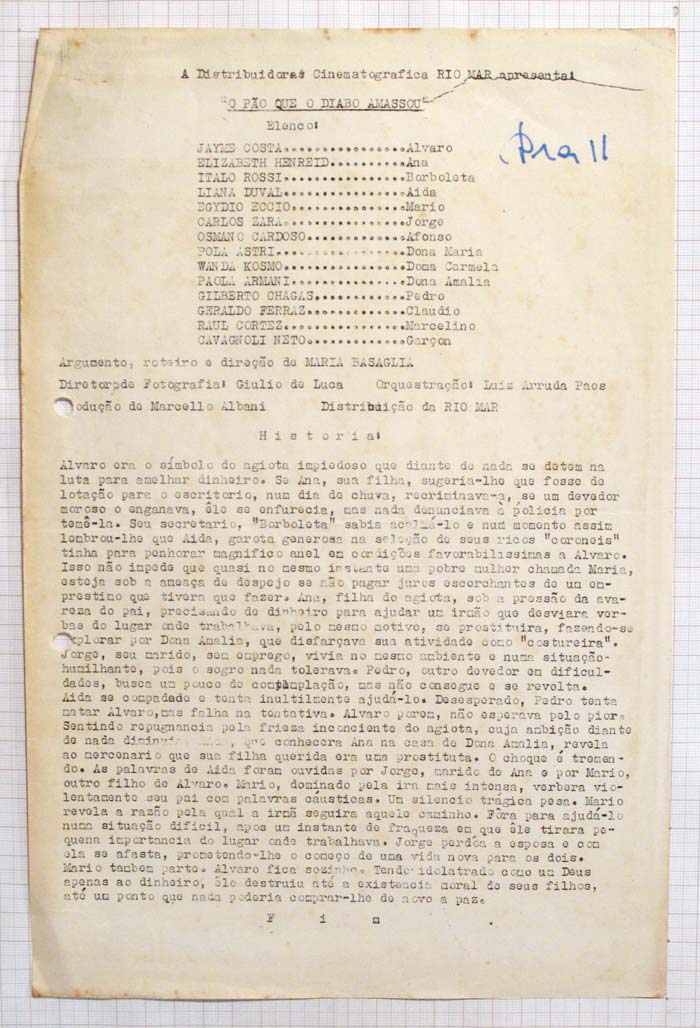 A Distribuidoras Cinematografica RIO MAR apresenta:
"O PÃO QUE O DIABO AMASSOU"
Elenco:
Pra 11
JAYME COSTA................Alvaro
ELIZABETH HENREID..........Ana
ITALO ROSSI................Borboleta
LIANA DUVAL................Aida
EGYDIO ECCIO...............Mario
CARLOS ZARA................Jorge
OSMANO CARDOSO.............Afonso
POLA ASTRI.................Dona Maria
WANDA KOSMO................Doma Carmela
PAOLA ARMANI...............Dona Amalia
GILBERTO CHAGAS............Pedro
GERALDO FERRAZ.............Claudio
RAUL CORTEZ................Marcelino
CAVAGNOLI NETO.............Garçon
Argumento, roteiro e direção de MARIA BASAGLIA
Diretor de Fotografia: Giulio de Luca Orquestração: Luiz Arruda Paes
odução de Marcello Albani Distribuição da RIO MAR
H i s t o r i a:
Alvaro era o símbolo do agiota impiedoso que diante de nada se detem na
luta para amelhar dinheiro. Se Ana, sua filha, sugeria-lhe que fosse de
lotação para o escritorio, num dia de chuva, recriminava-a, se um devedor
moroso o enganava, êle se enfurecia, mas nada denunciava à policia por
temê-la. Seu secretario, "Borboleta" sabia acalmá-lo e num momento assim
lembrou-lhe que Aida, garota generosa na seleção de seus ricos "coroneis"
tinha para penhorar magnifico anel em condições favorabilissimas a Alvaro.
Isso não impede que quasi no mesmo instante uma pobre mulher chamada Maria,
esteja sob a ameaça de despejo se não pagar juros escorchantes de um em-
prestimo que tivera que fazer. Ana, filha do agiota, sob a pressão da ava-
reza do pai, precisando de dinheiro para ajudar um irmão que desviara ver-
bas do lugar onde trabalhava, pelo mesmo motivo, se prostituira, fazendo-se
explorar por Dona Amalia, que disfarçava sua atividade como "costureira".
Jorge, seu marido, sem emprego, vivia no mesmo ambiente e numa situação-
humilhante, pois o sogro nada tolerava. Pedro, outro devedor em dificul-
dades, busca um pouco de contemplação, mas não consegue e se revolta.
Aida se compadade e tenta inultilmente ajudá-lo. Desesperado, Pedro tenta
matar Alvaro,mas falha na tentativa. Alvaro porem, não esperava pelo pior.
Sentindo repugnancia pela frieza inconciente do agiota, cuja ambição diante
de nada que conhecera Ana na casa de Dona Amalia, revela
ao mercenario que sua filha querida era uma prostituta. O choque é tremen-
do. As palavras de Aida foram ouvidas por Jorge, marido de Ana e por Mario,
outro filho de Alvaro. Mario, dominado pela ira mais intensa, verbera vio-
lentamento seu pai com palavras cáusticas. Um silencio trágica pesa. Mario
revela a razão pela qual a irmã seguira aquele caminho. Fôra para ajudá-lo
numa situação dificil, apos um instante de fraqueza em que êle tirara pe-
quena importancia do lugar onde trabalhava. Jorge perdôa a esposa e com
ela se afasta, prometendo-lhe o começo de uma vida nova para os dois.
Mario tambem parte. Alvaro fica sozinho. Tendo idolatrado como um Deus
apenas ao dinheiro, êle destruiu até a existencia moral de seus filhos,
até um ponto que nada poderia comprar-lhe de novo a paz.
F i m